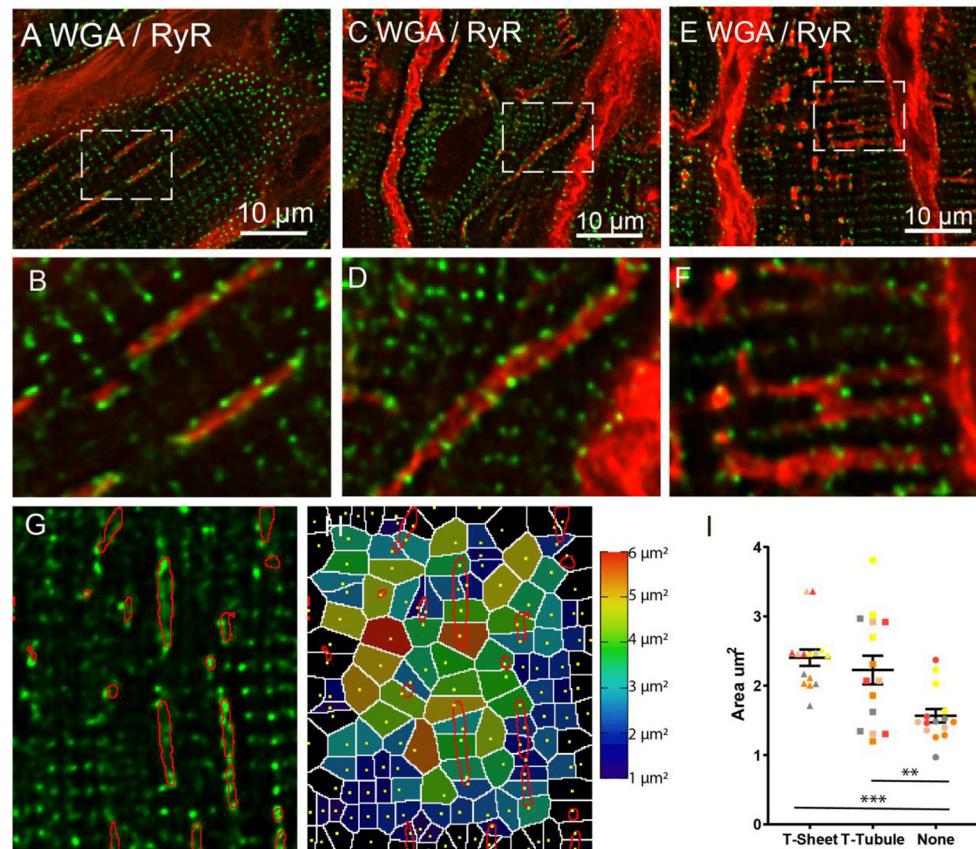 A WGA / RyR
10 µm
C WGA / RyR
10 µm
E WGA / RyR
10 µm
B
D
F
G
H
6 µm²
5 µm²
4 µm²
3 µm²
2 µm²
1 µm²
I
Area um²
4
3
2
1
0
**
***
T-Sheet
T-Tubule
None